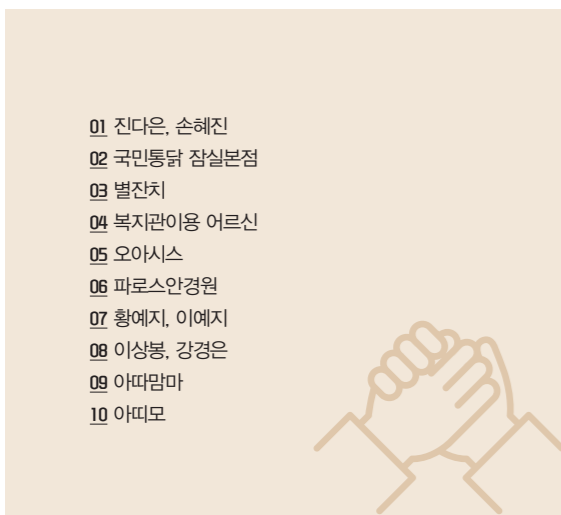 01 진다은, 손혜진
02 국민통닭 잠실본점
03 별잔치
04 복지관이용 어르신
05 오아시스
06 파로스안경원
07 황예지, 이예지
08 이상봉, 강경은
09 아따맘마
10 아띠모